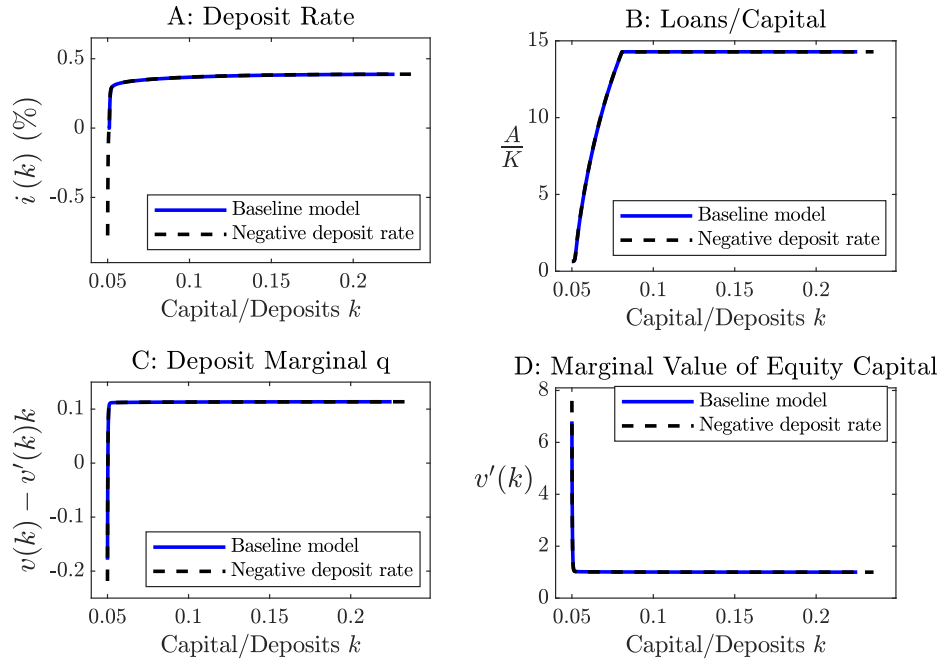 A: Deposit Rate
i (k) (%)
0.5
0
-0.5
Baseline model
Negative deposit rate
0.05 0.1 0.15 0.2
Capital/Deposits k
B: Loans/Capital
A/K
15
10
5
0
Baseline model
Negative deposit rate
0.05 0.1 0.15 0.2
Capital/Deposits k
C: Deposit Marginal q
v(k) − v′(k)k
0.1
0
-0.1
-0.2
Baseline model
Negative deposit rate
0.05 0.1 0.15 0.2
Capital/Deposits k
D: Marginal Value of Equity Capital
v′(k)
8
6
4
2
0
Baseline model
Negative deposit rate
0.05 0.1 0.15 0.2
Capital/Deposits k